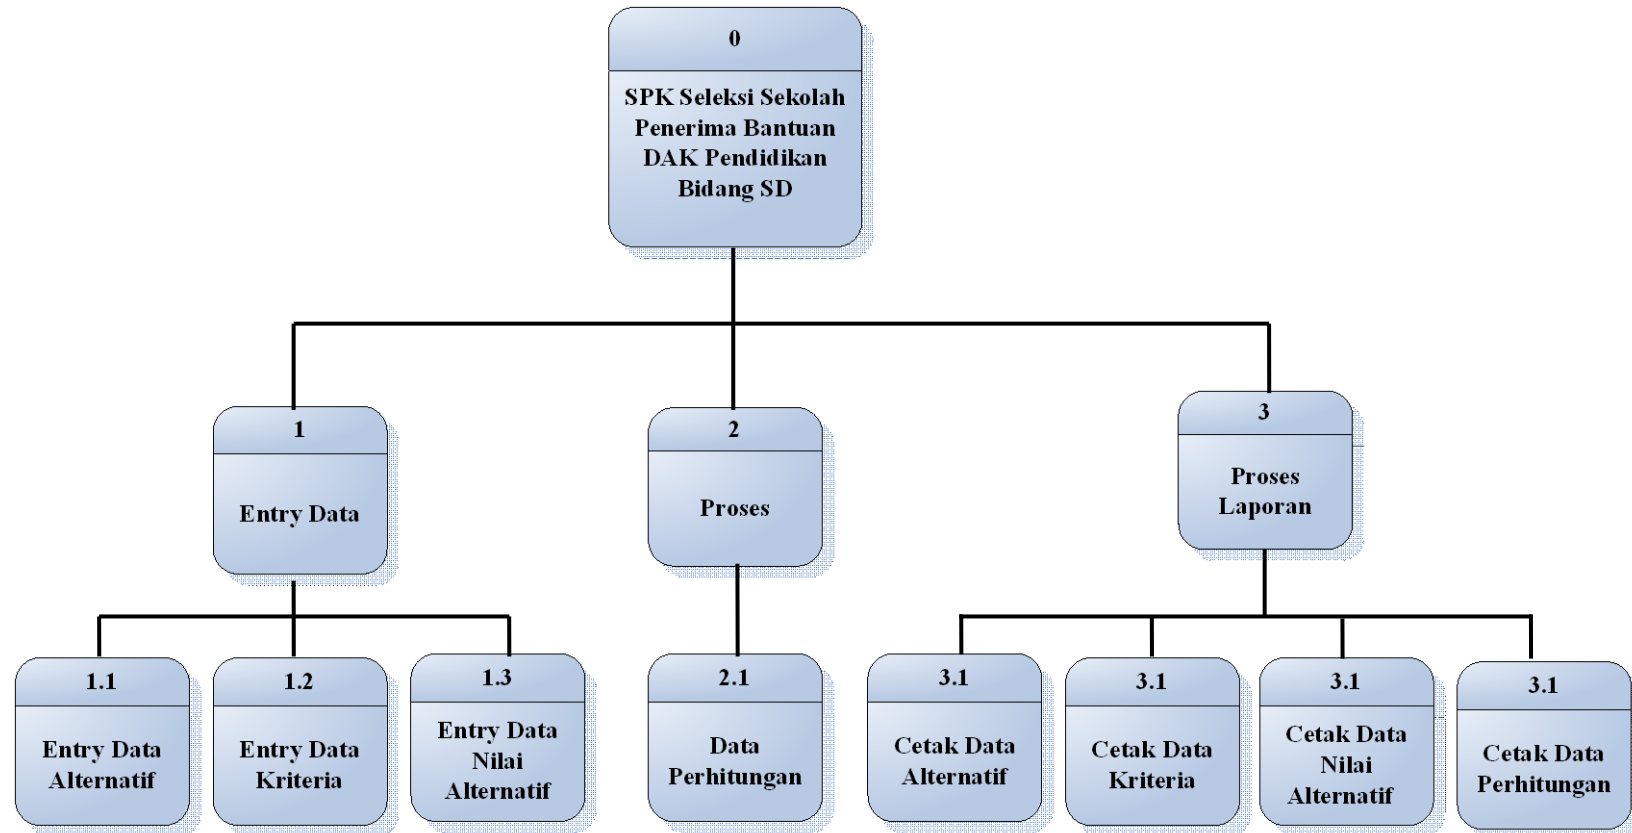 0
SPK Seleksi Sekolah
Penerima Bantuan
DAK Pendidikan
Bidang SD
1
Entry Data
2
Proses
3
Proses
Laporan
1.1
Entry Data
Alternatif
1.2
Entry Data
Kriteria
1.3
Entry Data
Nilai
Alternatif
2.1
Data
Perhitungan
3.1
Cetak Data
Alternatif
3.1
Cetak Data
Kriteria
3.1
Cetak Data
Nilai
Alternatif
3.1
Cetak Data
Perhitungan